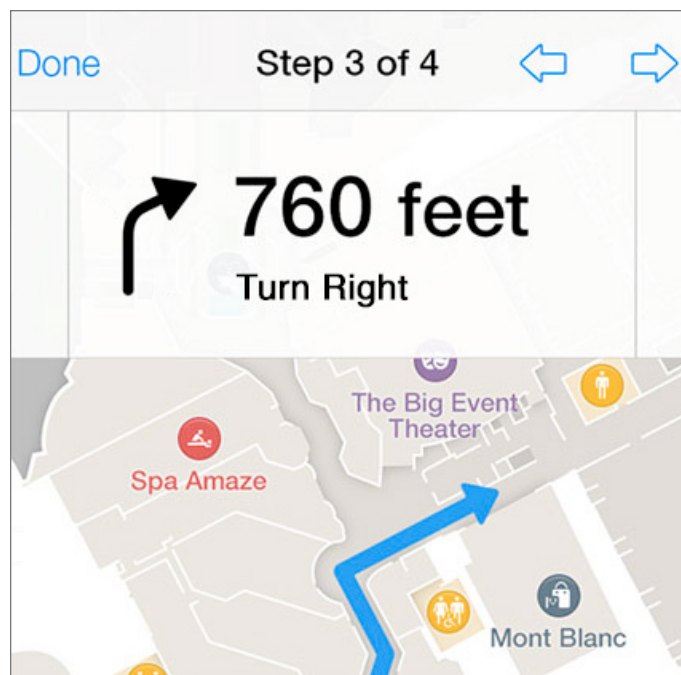 Done
Step 3 of 4
760 feet
Turn Right
The Big Event
Theater
Spa Amaze
Mont Blanc